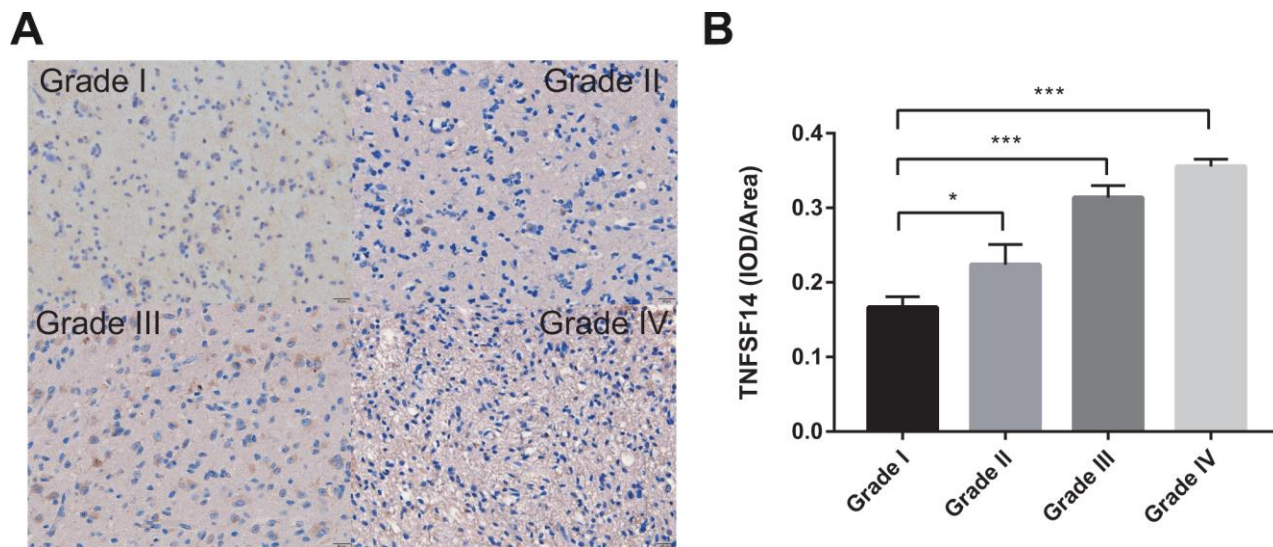 A
Grade I
Grade II
Grade III
Grade IV
B
TNFSF14 (IOD/Area)
0.4
0.3
0.2
0.1
0.0
***
***
*
Grade I
Grade II
Grade III
Grade IV